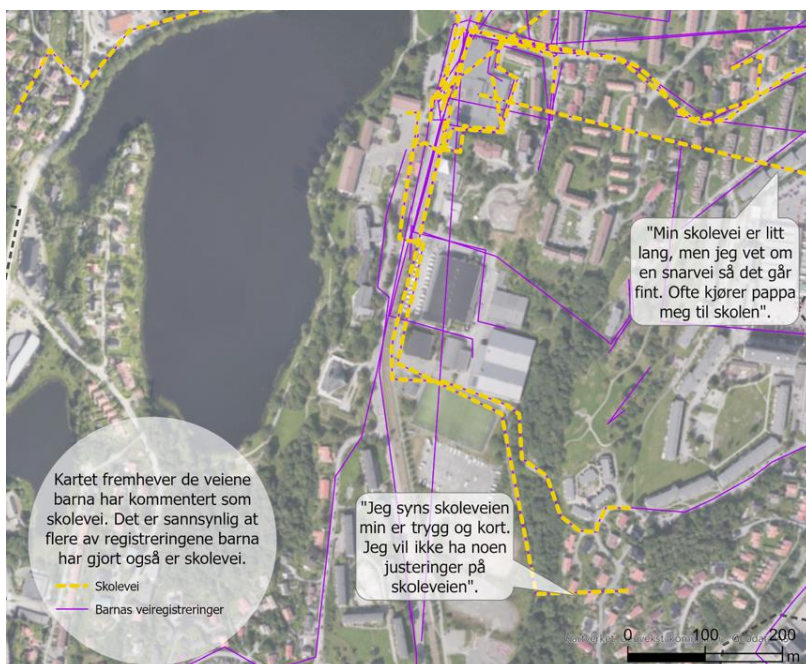 "Min skolevei er litt
lang, men jeg vet om
en snarvei så det går
fint. Ofte kjører pappa
meg til skolen".
Kartet fremhever de veiene
barna har kommentert som
skolevei. Det er sannsynlig at
flere av registreringene barna
har gjort også er skolevei.
Skolevei
Barnas veiregistreringer
"Jeg syns skoleveien
min er trygg og kort.
Jeg vil ikke ha noen
justeringer på
skoleveien".
0 100 200
m